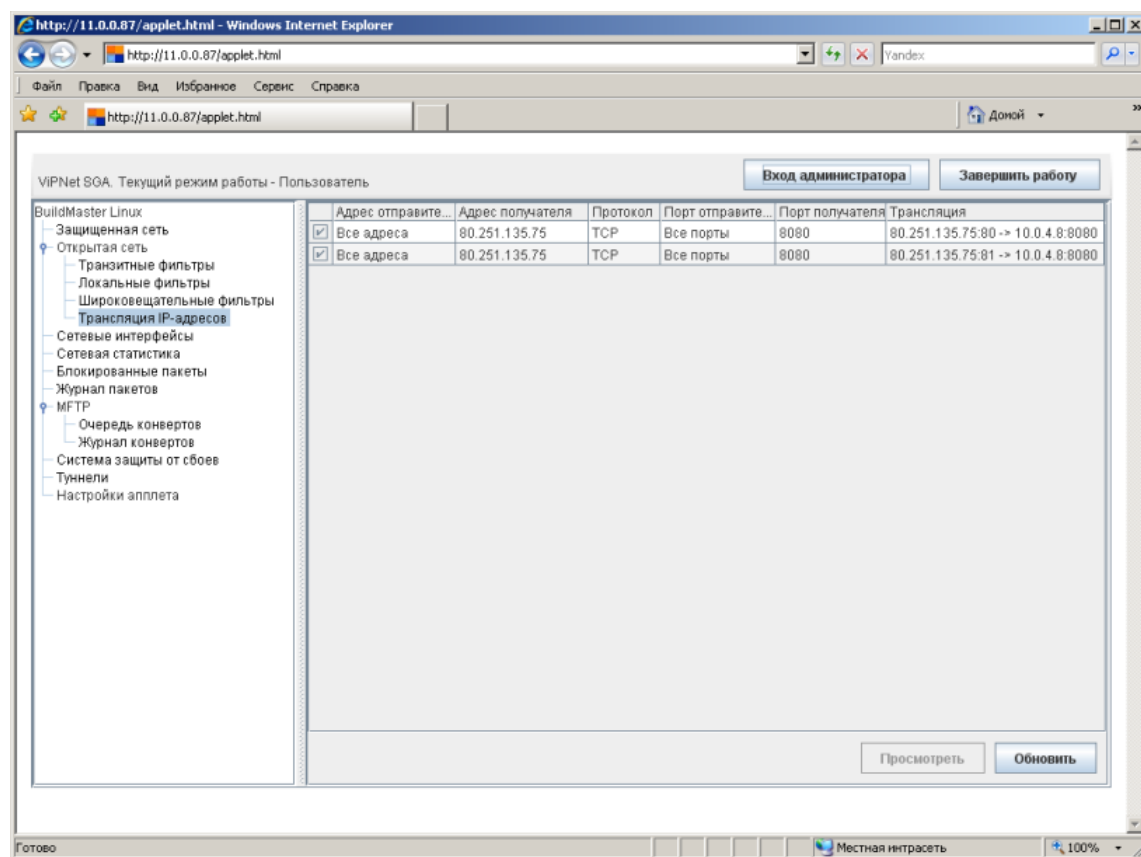 http://11.0.0.87/applet.html - Windows Internet Explorer
http://11.0.0.87/applet.html
Yandex
Файл Правка Вид Избранное Сервис Справка
http://11.0.0.87/applet.html
Домой
ViPNet SGA. Текущий режим работы - Пользователь
Вход администратора
Завершить работу
BuildMaster Linux
Защищенная сеть
Открытая сеть
Транзитные фильтры
Локальные фильтры
Широковещательные фильтры
Трансляция IP-адресов
Сетевые интерфейсы
Сетевая статистика
Блокированные пакеты
Журнал пакетов
MFTP
Очередь конвертов
Журнал конвертов
Система защиты от сбоев
Туннели
Настройки апплета
Адрес отправите... Адрес получателя Протокол Порт отправите... Порт получателя Трансляция
Все адреса 80.251.135.75 TCP Все порты 8080 80.251.135.75:80 -> 10.0.4.8:8080
Все адреса 80.251.135.75 TCP Все порты 8080 80.251.135.75:81 -> 10.0.4.8:8080
Просмотреть
Обновить
Готово
Местная интрасеть
100%